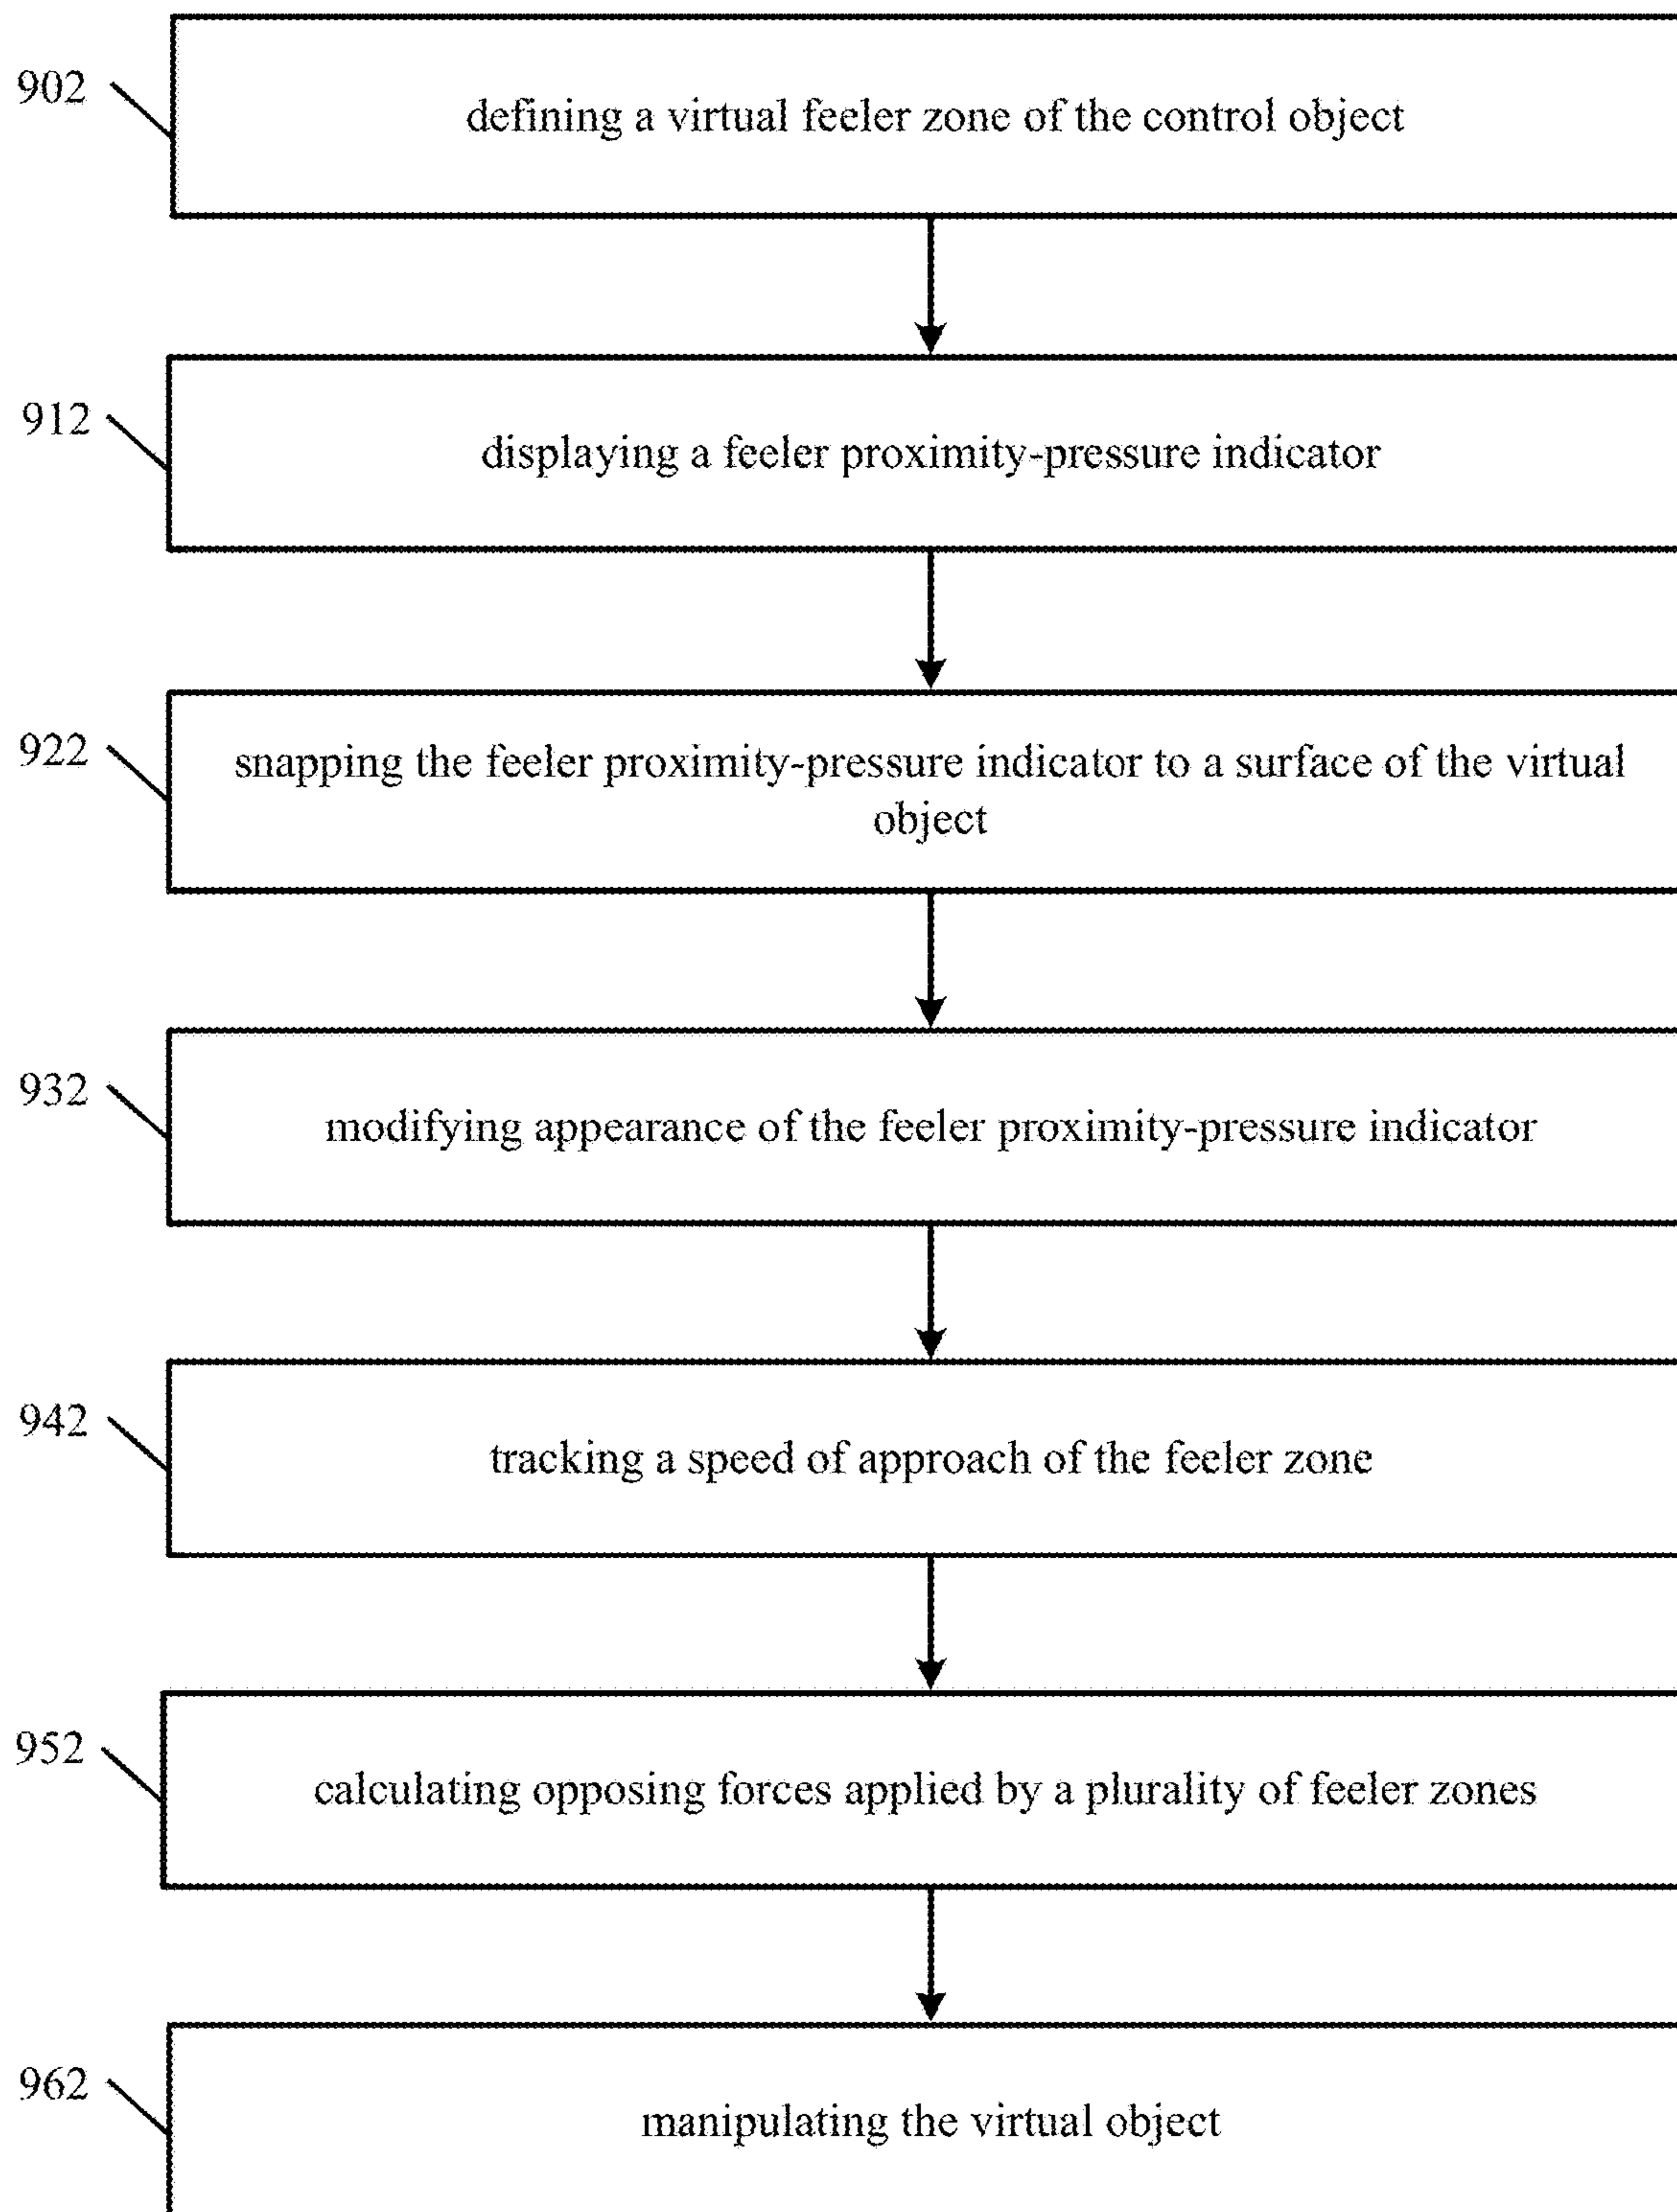 902
defining a virtual feeler zone of the control object
912
displaying a feeler proximity-pressure indicator
922
snapping the feeler proximity-pressure indicator to a surface of the virtual
object
932
modifying appearance of the feeler proximity-pressure indicator
942
tracking a speed of approach of the feeler zone
952
calculating opposing forces applied by a plurality of feeler zones
962
manipulating the virtual object